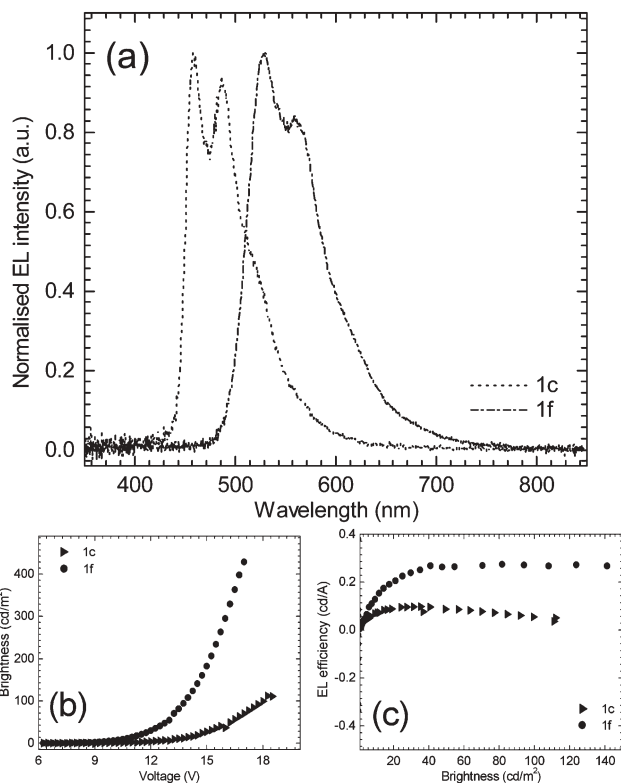 (a)
Normalised EL intensity (a.u.)
1.0
0.8
0.6
0.4
0.2
0.0
1c
1f
400 500 600 700 800
Wavelength (nm)
(b)
Brightness (cd/m²)
400
300
200
100
0
1c
1f
6 9 12 15 18
Voltage (V)
(c)
EL efficiency (cd/A)
0.4
0.2
0.0
-0.2
-0.4
1c
1f
20 40 60 80 100 120 140
Brightness (cd/m²)